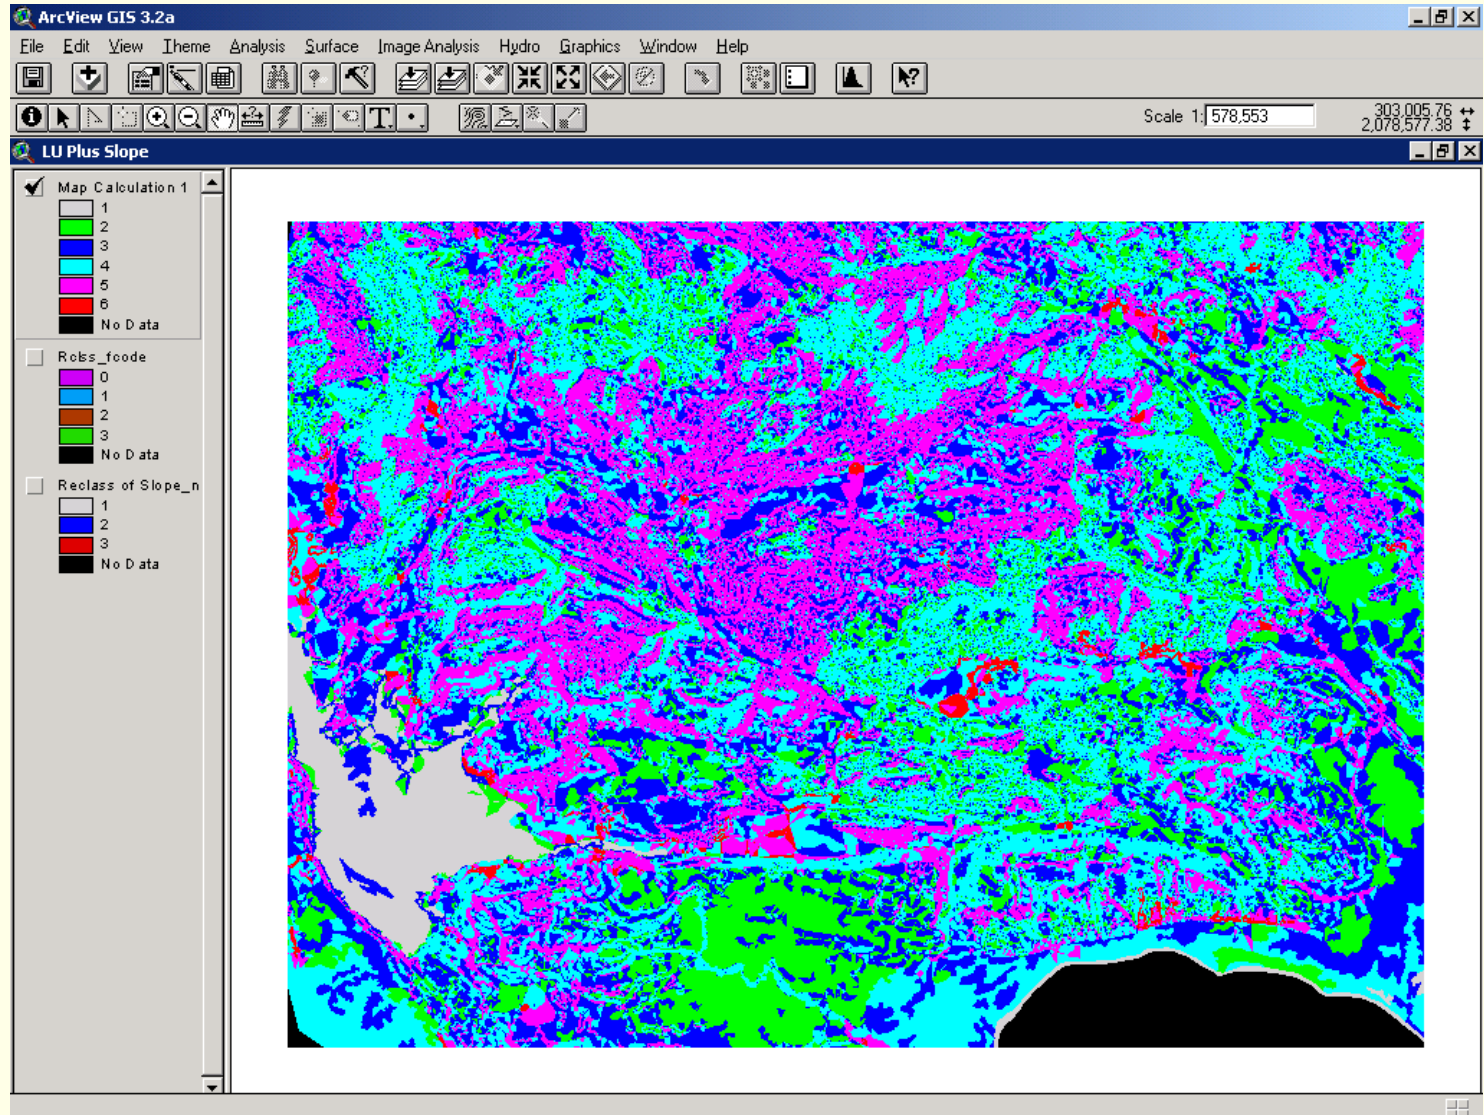 ArcView GIS 3.2a
File Edit View Theme Analysis Surface Image Analysis Hydro Graphics Window Help
T
Scale 1: 578,553
303,005.76
2,078,577.38
LU Plus Slope
Map Calculation 1
1
2
3
4
5
6
No Data
Rclss_fcode
0
1
2
3
No Data
Reclass of Slope_n
1
2
3
No Data